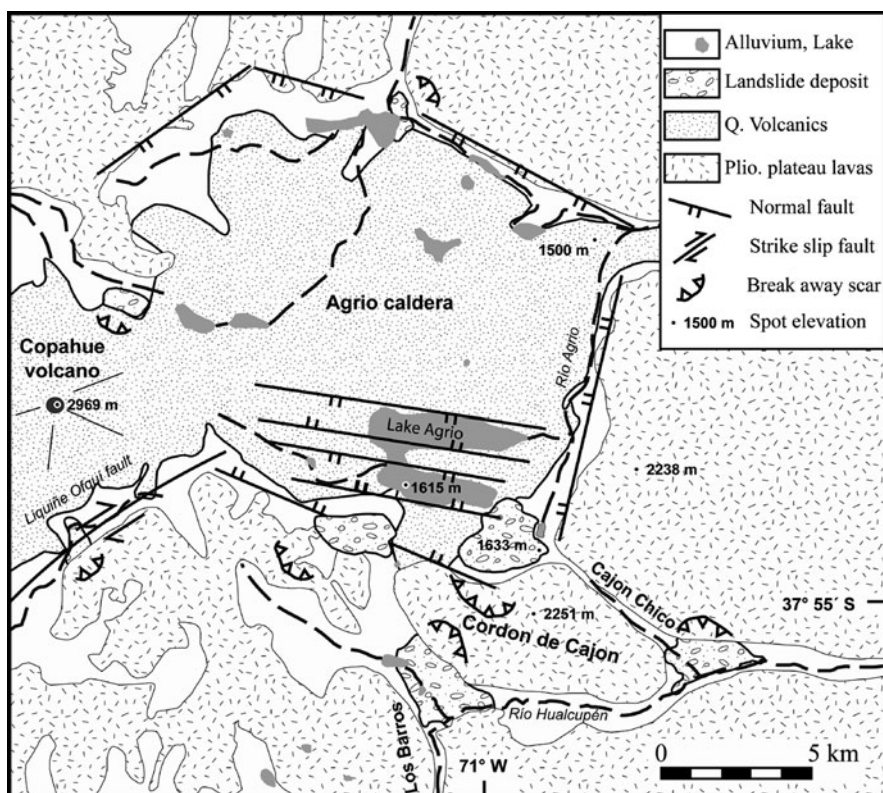 Alluvium, Lake
Landslide deposit
Q. Volcanics
Plio. plateau lavas
Normal fault
Strike slip fault
Break away scar
1500 m Spot elevation
1500 m
Agrio caldera
Copahue
volcano
2969 m
Río Agrio
Lake Agrio
2238 m
1615 m
Liquiñe Ofqui fault
1633 m
Cajon Chico
37° 55´ S
2251 m
Cordon de Cajon
Río Hualcupén
Los Barros
71° W
0 5 km